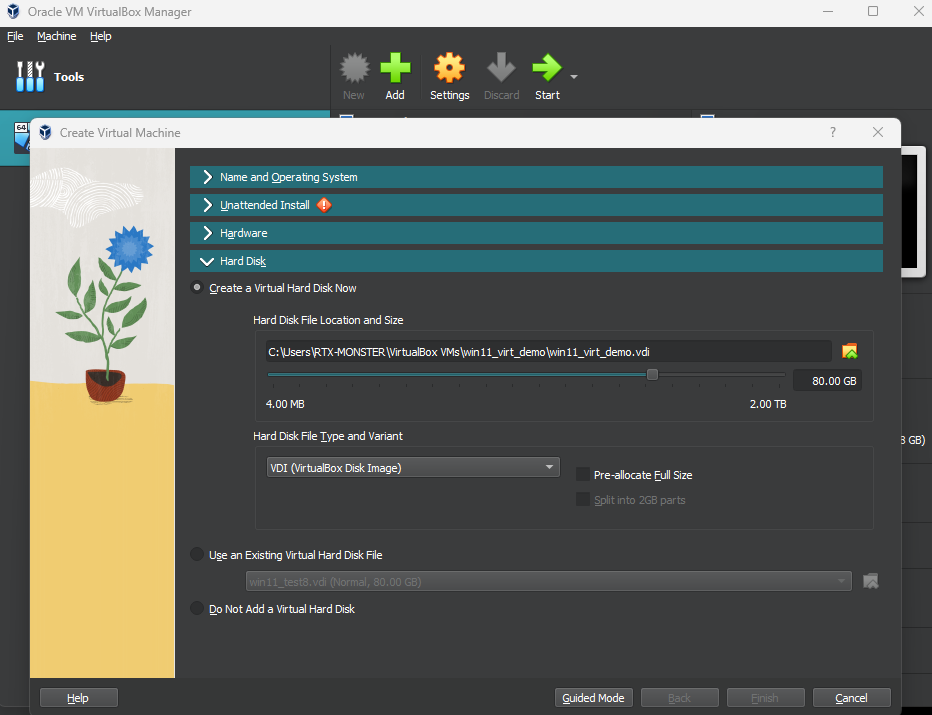 Oracle VM VirtualBox Manager
File Machine Help
Tools
New Add Settings Discard Start
64
Create Virtual Machine ?
Name and Operating System
Unattended Install
Hardware
Hard Disk
Create a Virtual Hard Disk Now
Hard Disk File Location and Size
C:\Users\RTX-MONSTER\VirtualBox VMs\win11_virt_demo\win11_virt_demo.vdi
80.00 GB
4.00 MB 2.00 TB
Hard Disk File Type and Variant
GB)
VDI (VirtualBox Disk Image)
Pre-allocate Full Size
Split into 2GB parts
Use an Existing Virtual Hard Disk File
win11_test8.vdi (Normal, 80.00 GB)
Do Not Add a Virtual Hard Disk
Help Guided Mode Back Finish Cancel